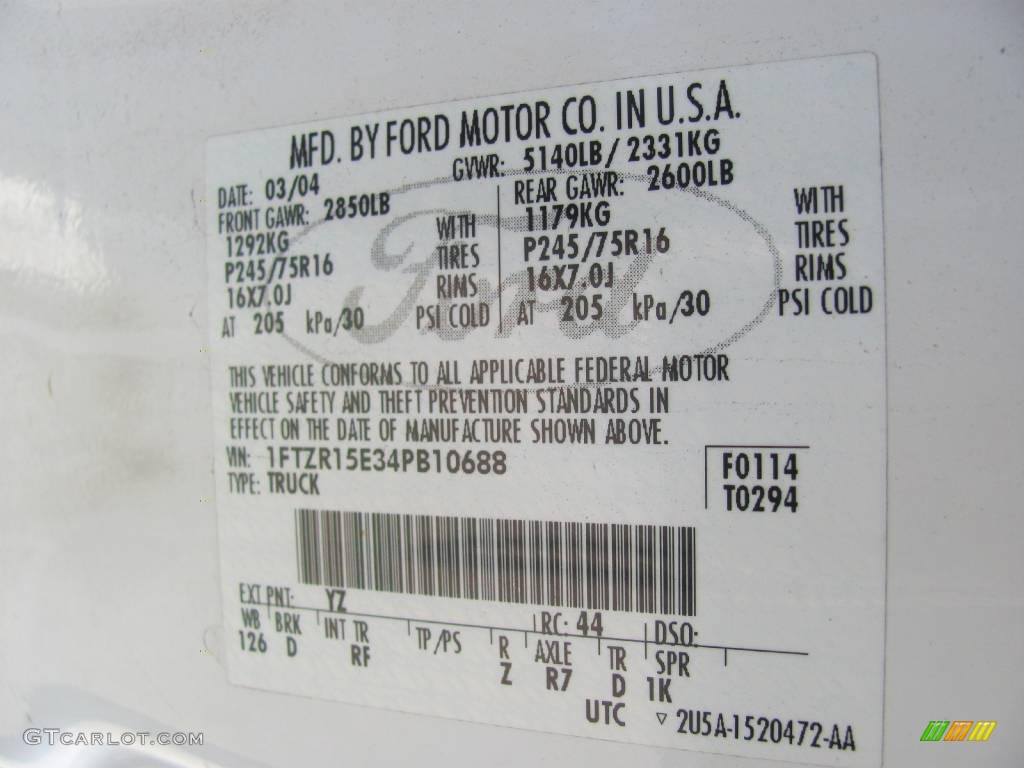 MFD. BY FORD MOTOR CO. IN U.S.A.
DATE: 03/04 GVWR: 5140LB/ 2331KG
FRONT GAWR: 2850LB REAR GAWR: 2600LB
1292KG WITH 1179KG WITH
P245/75R16 TIRES P245/75R16 TIRES
16X7.0J RIMS 16X7.0J RIMS
AT 205 kPa/30 PSI COLD AT 205 kPa/30 PSI COLD
Ford
THIS VEHICLE CONFORMS TO ALL APPLICABLE FEDERAL MOTOR
VEHICLE SAFETY AND THEFT PREVENTION STANDARDS IN
EFFECT ON THE DATE OF MANUFACTURE SHOWN ABOVE.
VIN: 1FTZR15E34PB10688 F0114
TYPE: TRUCK T0294
EXT PNT: YZ RC: 44 DSO:
WB BRK INT TR TP/PS R AXLE TR SPR
126 D RF Z R7 D 1K
UTC ▿ 2U5A-1520472-AA
GTCARLOT.COM